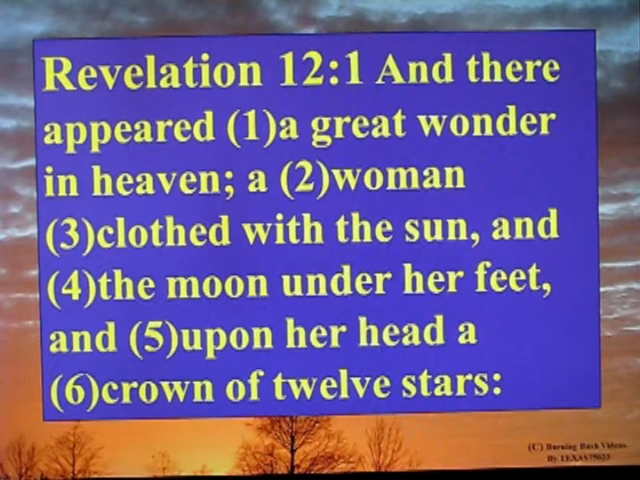 Revelation 12:1 And there
appeared (1)a great wonder
in heaven; a (2)woman
(3)clothed with the sun, and
(4)the moon under her feet,
and (5)upon her head a
(6)crown of twelve stars:
(C) Burning Bush Videos.
By TEXAS75033